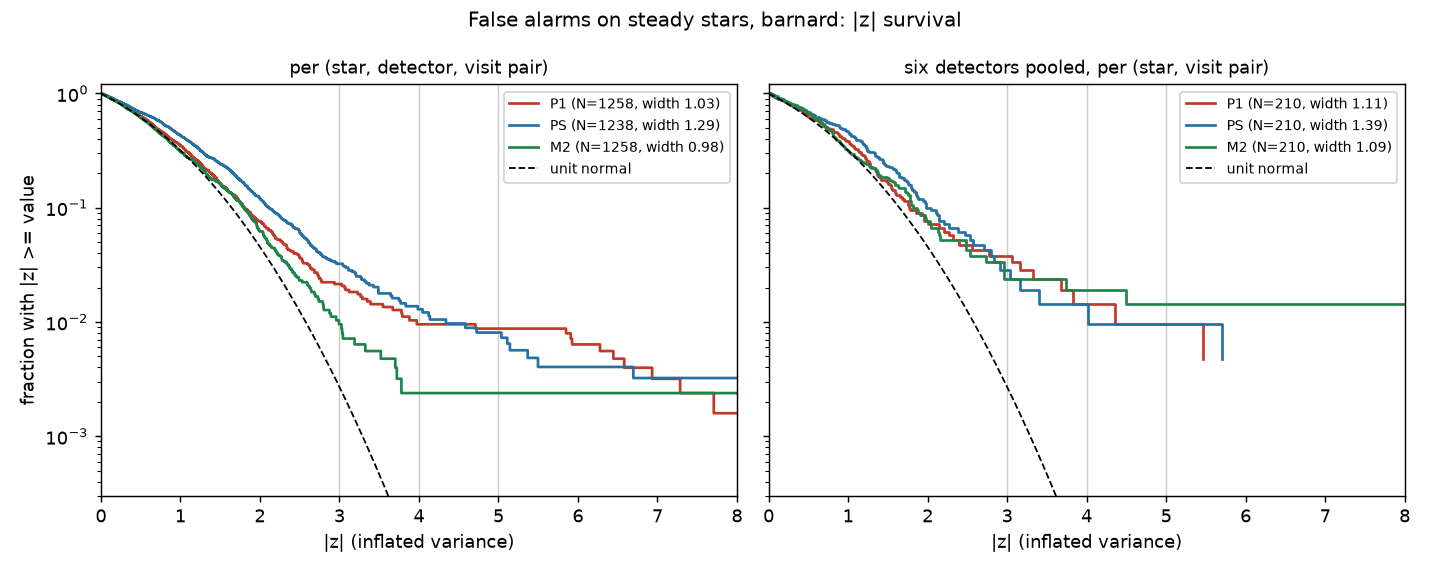 False alarms on steady stars, barnard: |z| survival
per (star, detector, visit pair)
six detectors pooled, per (star, visit pair)
fraction with |z| >= value
10⁰
10⁻¹
10⁻²
10⁻³
P1 (N=1258, width 1.03)
PS (N=1238, width 1.29)
M2 (N=1258, width 0.98)
unit normal
P1 (N=210, width 1.11)
PS (N=210, width 1.39)
M2 (N=210, width 1.09)
unit normal
0 1 2 3 4 5 6 7 8
0 1 2 3 4 5 6 7 8
|z| (inflated variance)
|z| (inflated variance)